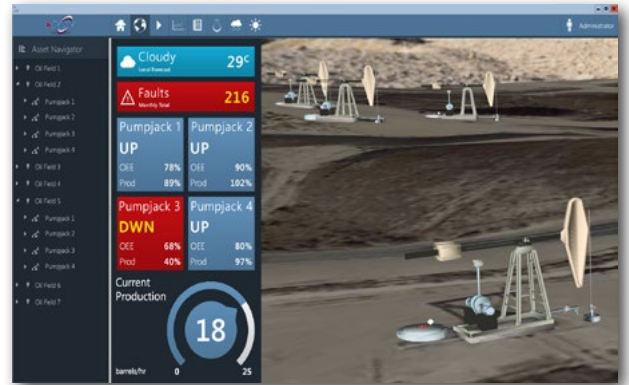 Administrator
Asset Navigator
Oil Field 1
Oil Field 2
Pumpjack 1
Pumpjack 2
Pumpjack 3
Pumpjack 4
Oil Field 3
Oil Field 4
Oil Field 5
Pumpjack 1
Pumpjack 2
Pumpjack 3
Pumpjack 4
Oil Field 6
Oil Field 7
Cloudy
Local Forecast
29c
Faults
Monthly Total
216
Pumpjack 1
UP
OEE 78%
Prod 89%
Pumpjack 2
UP
OEE 90%
Prod 102%
Pumpjack 3
DWN
OEE 68%
Prod 40%
Pumpjack 4
UP
OEE 80%
Prod 97%
Current
Production
18
barrels/hr 0 25